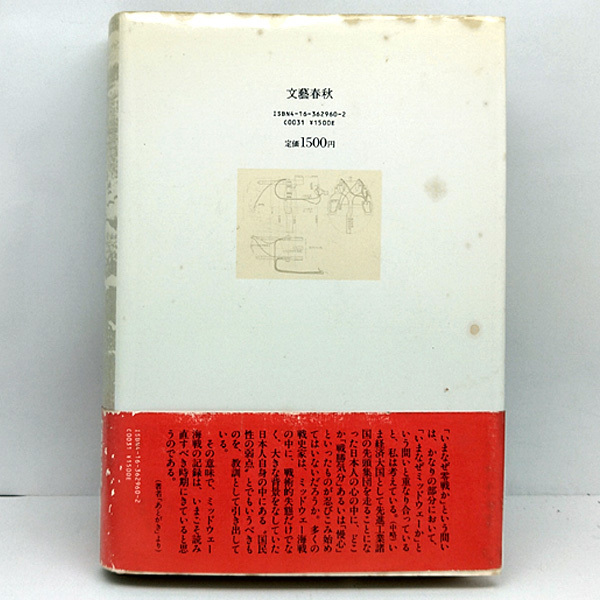 文藝春秋
ISBN4-16-362960-2
C0031 ¥1500E
定価1500円
「いまなぜ零戦か」という問い
は、かなりの部分において、
「いまなぜミッドウェーか」と
いう問いと重なり合っている
と、私は考えている。(中略)い
ま経済大国として先進工業諸
国の先頭集団を走ることにな
った日本人の心の中に、どこ
か〝戦勝気分〟あるいは〝慢心〟
といったものが忍びこみ始め
てはいないだろうか。多くの
戦史家は、ミッドウェー海戦
の中に、戦術的失態だけでな
く、大きな背景をなしていた
日本人自身の中にある〝国民
性の弱点〟とでもいうべきも
のを、教訓として引き出して
いる。
その意味で、ミッドウェー
海戦の記録は、いまこそ読み
直すべき時期にきていると思
うのである。
(著者「あとがき」より)
ISBN4-16-362960-2
C0031 ¥1500E